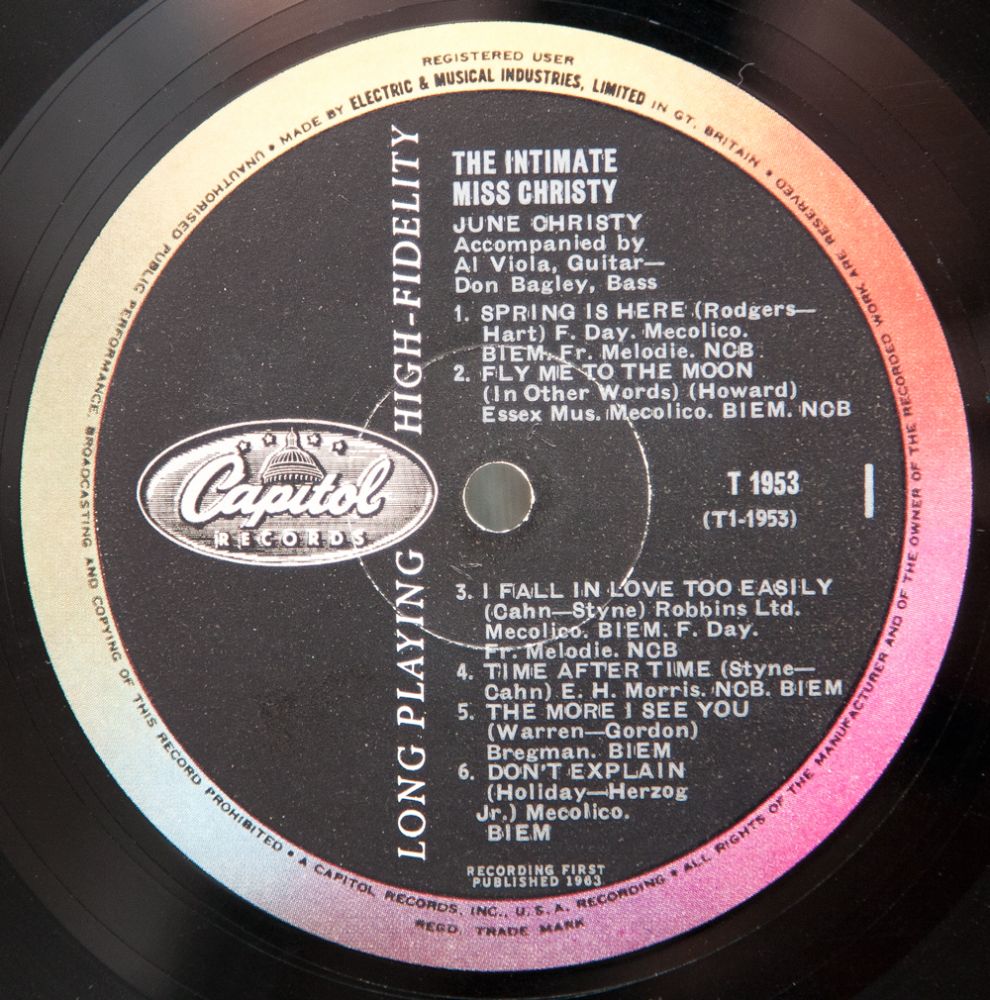 REGISTERED USER
MADE BY ELECTRIC & MUSICAL INDUSTRIES, LIMITED IN GT. BRITAIN • ALL RIGHTS OF THE MANUFACTURER AND OF THE OWNER OF THE RECORDED WORK ARE RESERVED •
UNAUTHORISED PUBLIC PERFORMANCE, BROADCASTING AND COPYING OF THIS RECORD PROHIBITED • A CAPITOL RECORDS, INC., U.S.A. RECORDING •
REGD. TRADE MARK
LONG PLAYING HIGH-FIDELITY
Capitol
RECORDS
THE INTIMATE
MISS CHRISTY
JUNE CHRISTY
Accompanied by
Al Viola, Guitar—
Don Bagley, Bass
1. SPRING IS HERE (Rodgers—
Hart) F. Day. Mecolico.
BIEM. Fr. Melodie. NCB
2. FLY ME TO THE MOON
(In Other Words) (Howard)
Essex Mus. Mecolico. BIEM. NCB
T 1953
(T1-1953)
1
3. I FALL IN LOVE TOO EASILY
(Cahn—Styne) Robbins Ltd.
Mecolico. BIEM. F. Day.
Fr. Melodie. NCB
4. TIME AFTER TIME (Styne—
Cahn) E. H. Morris. NCB. BIEM
5. THE MORE I SEE YOU
(Warren—Gordon)
Bregman. BIEM
6. DON'T EXPLAIN
(Holiday—Herzog
Jr.) Mecolico.
BIEM
RECORDING FIRST
PUBLISHED 1963